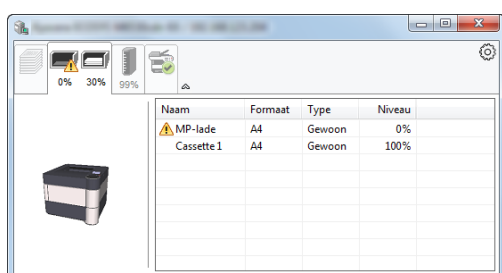 0% 30% 99%
Naam Formaat Type Niveau
MP-lade A4 Gewoon 0%
Cassette 1 A4 Gewoon 100%